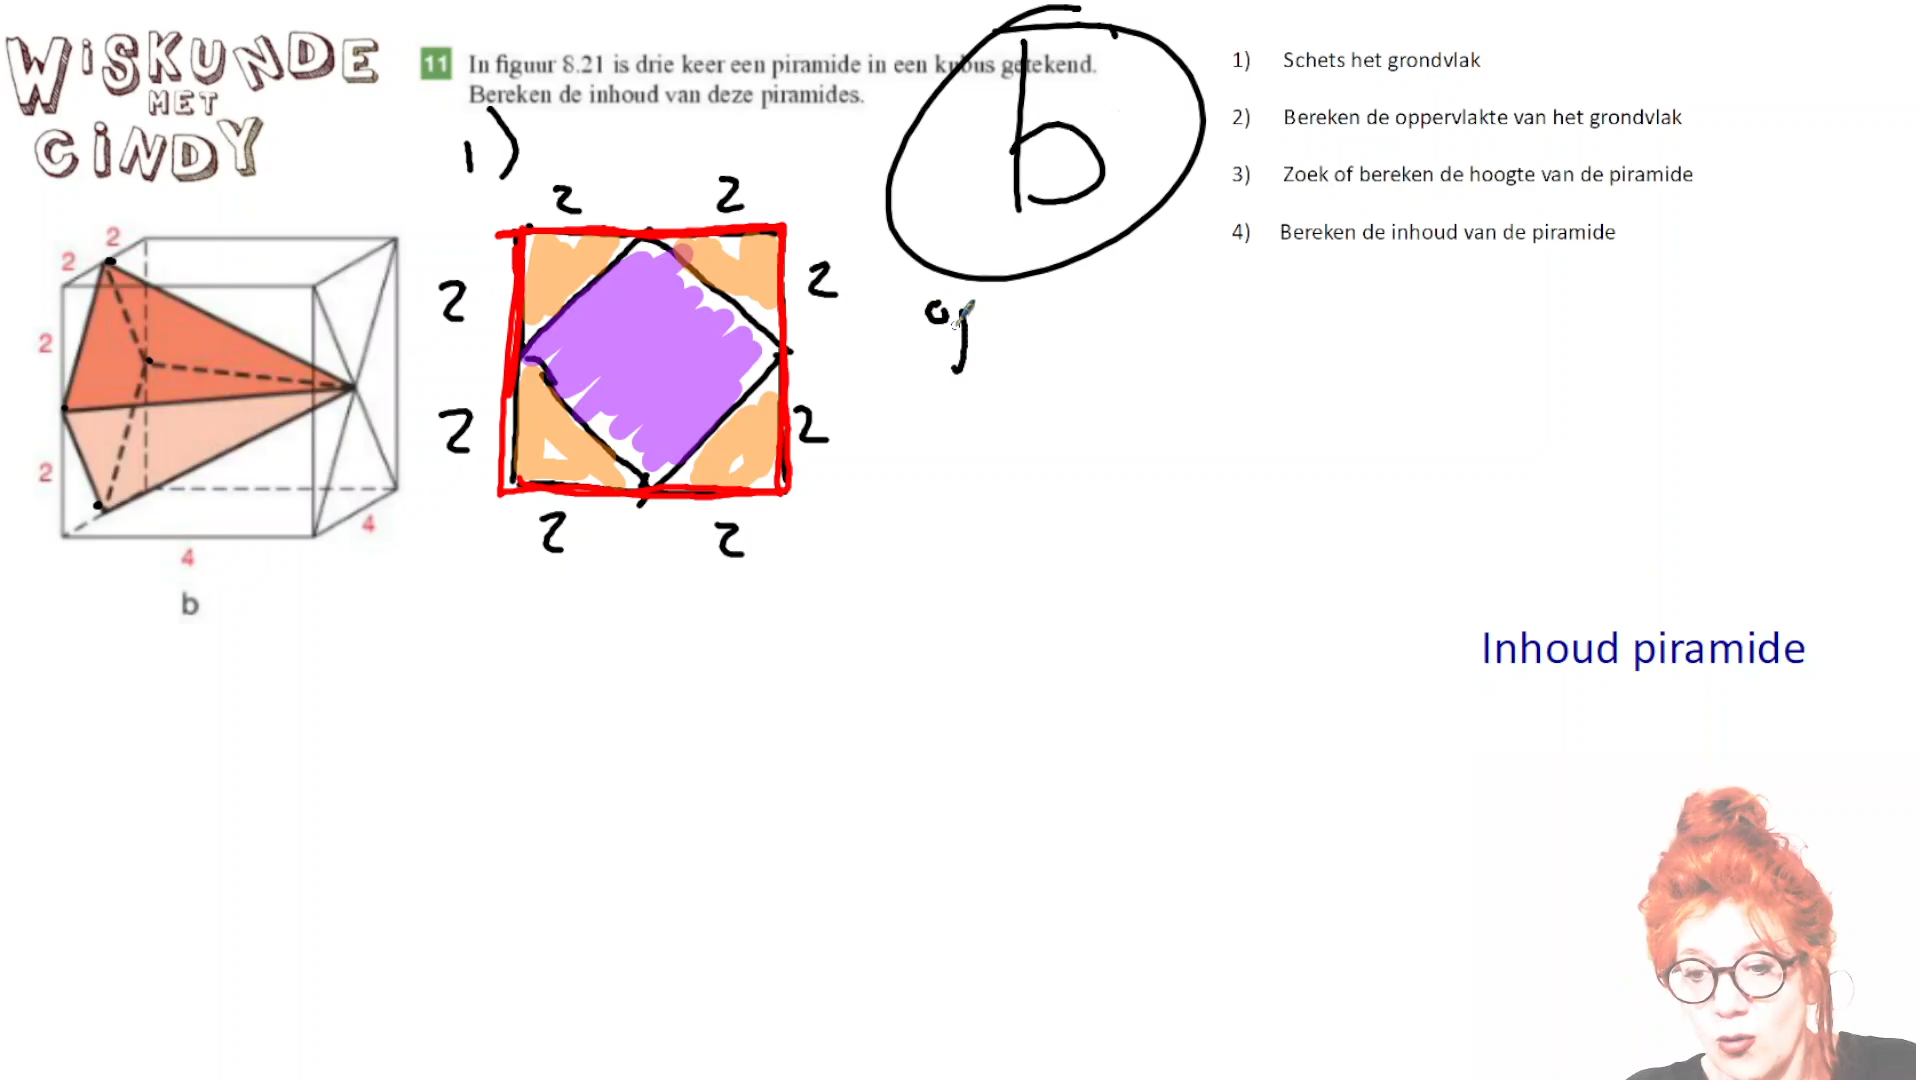 WISKUNDE
MET
CINDY
11 In figuur 8.21 is drie keer een piramide in een kubus getekend.
Bereken de inhoud van deze piramides.
b
1) Schets het grondvlak
2) Bereken de oppervlakte van het grondvlak
3) Zoek of bereken de hoogte van de piramide
4) Bereken de inhoud van de piramide
1)
2 2
2 2
2 2
2 2
2
2
2
2
4
4
b
Inhoud piramide